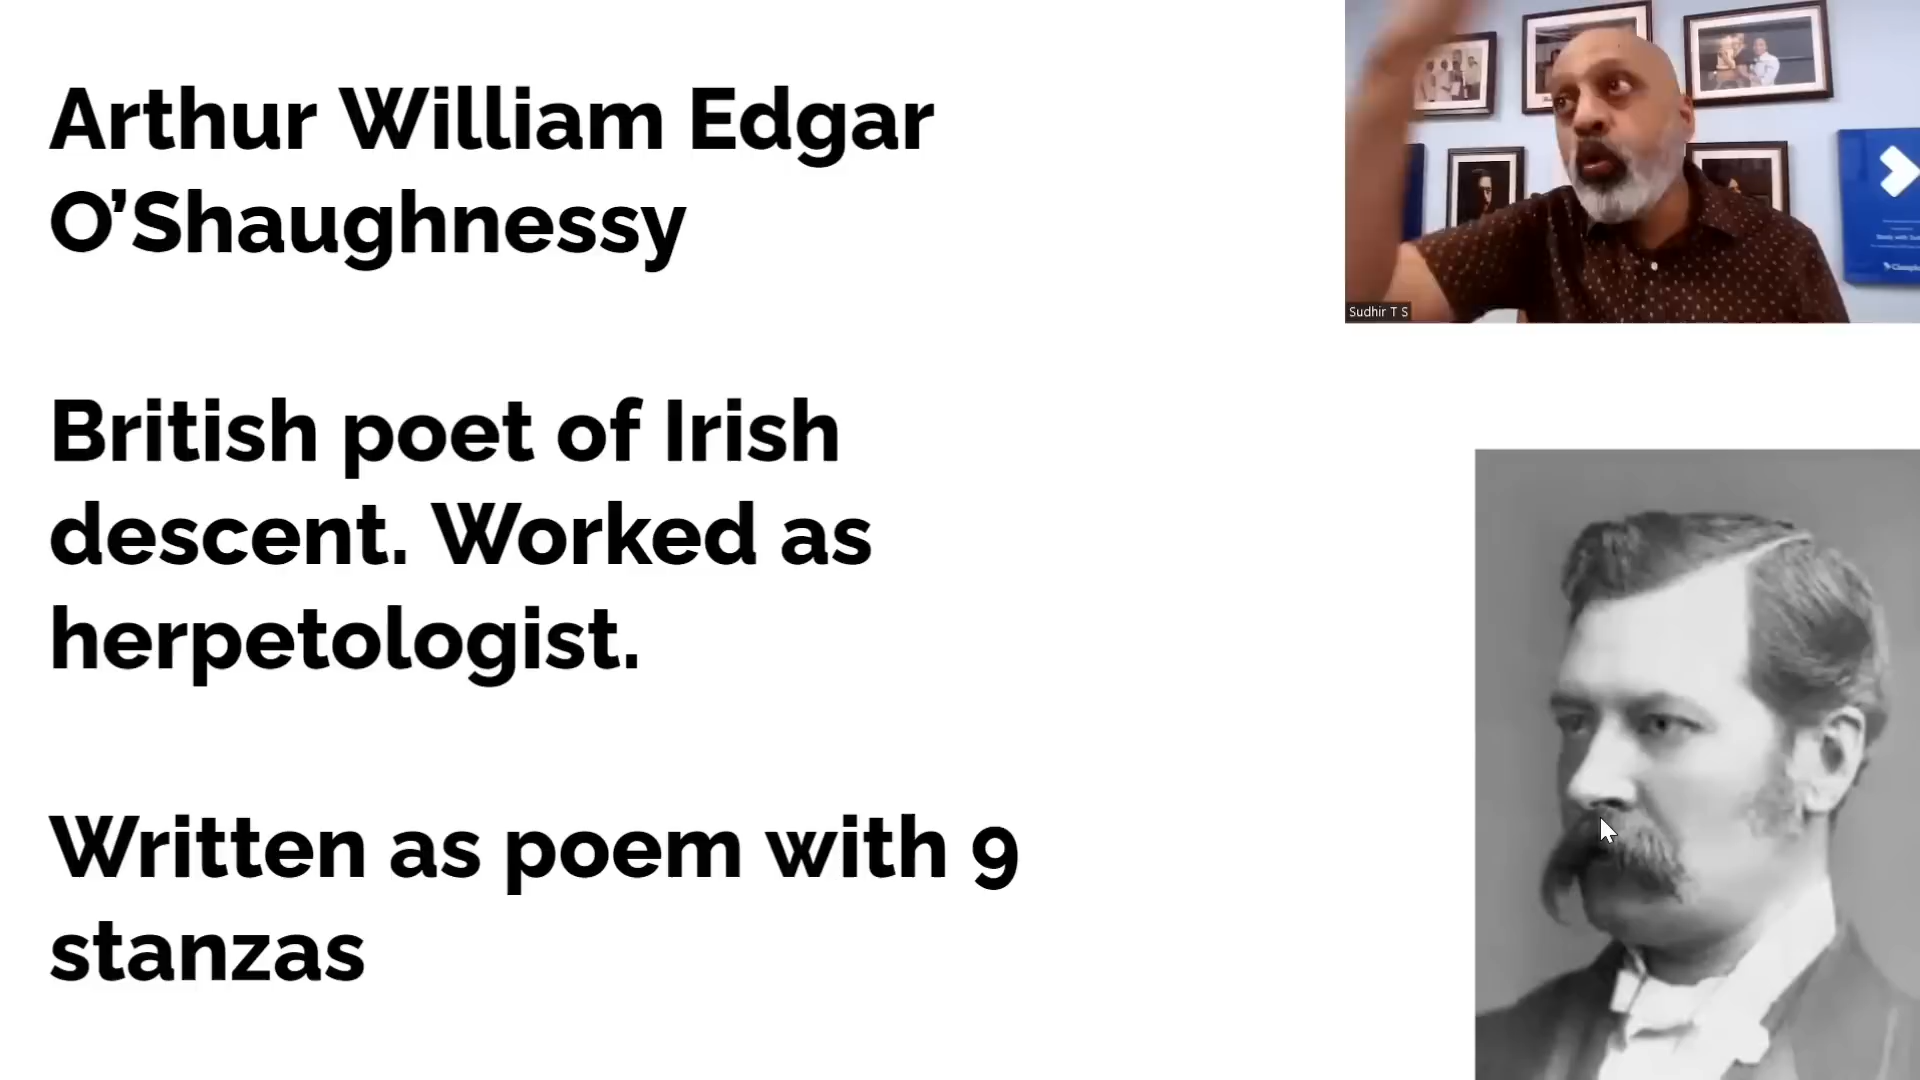 Arthur William Edgar
O’Shaughnessy
British poet of Irish
descent. Worked as
herpetologist.
Written as poem with 9
stanzas
Sudhir T S